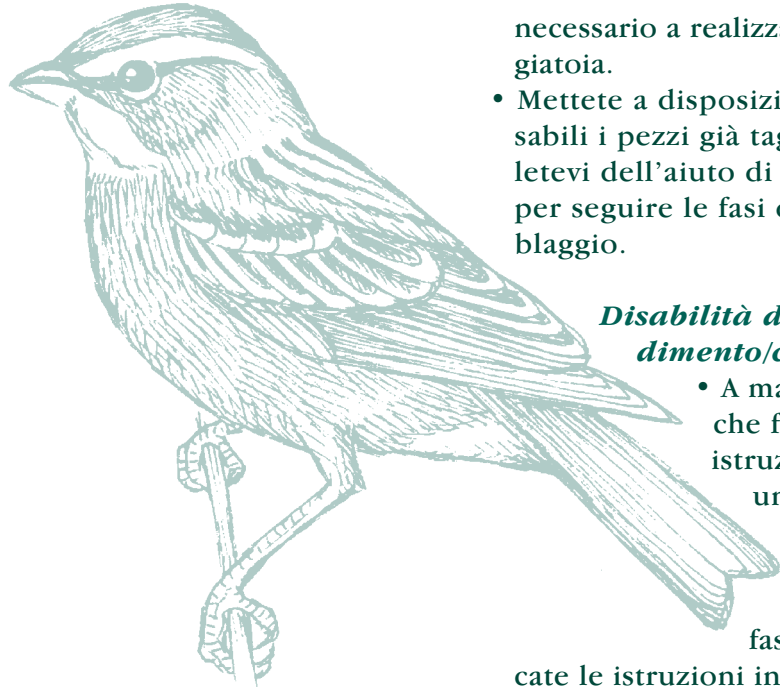 necessario a realizza
giatoia.
• Mettete a disposizi
sabili i pezzi già tag
letevi dell’aiuto di
per seguire le fasi
blaggio.
Disabilità d
dimento/c
• A ma
che f
istruz
un
fas
cate le istruzioni in